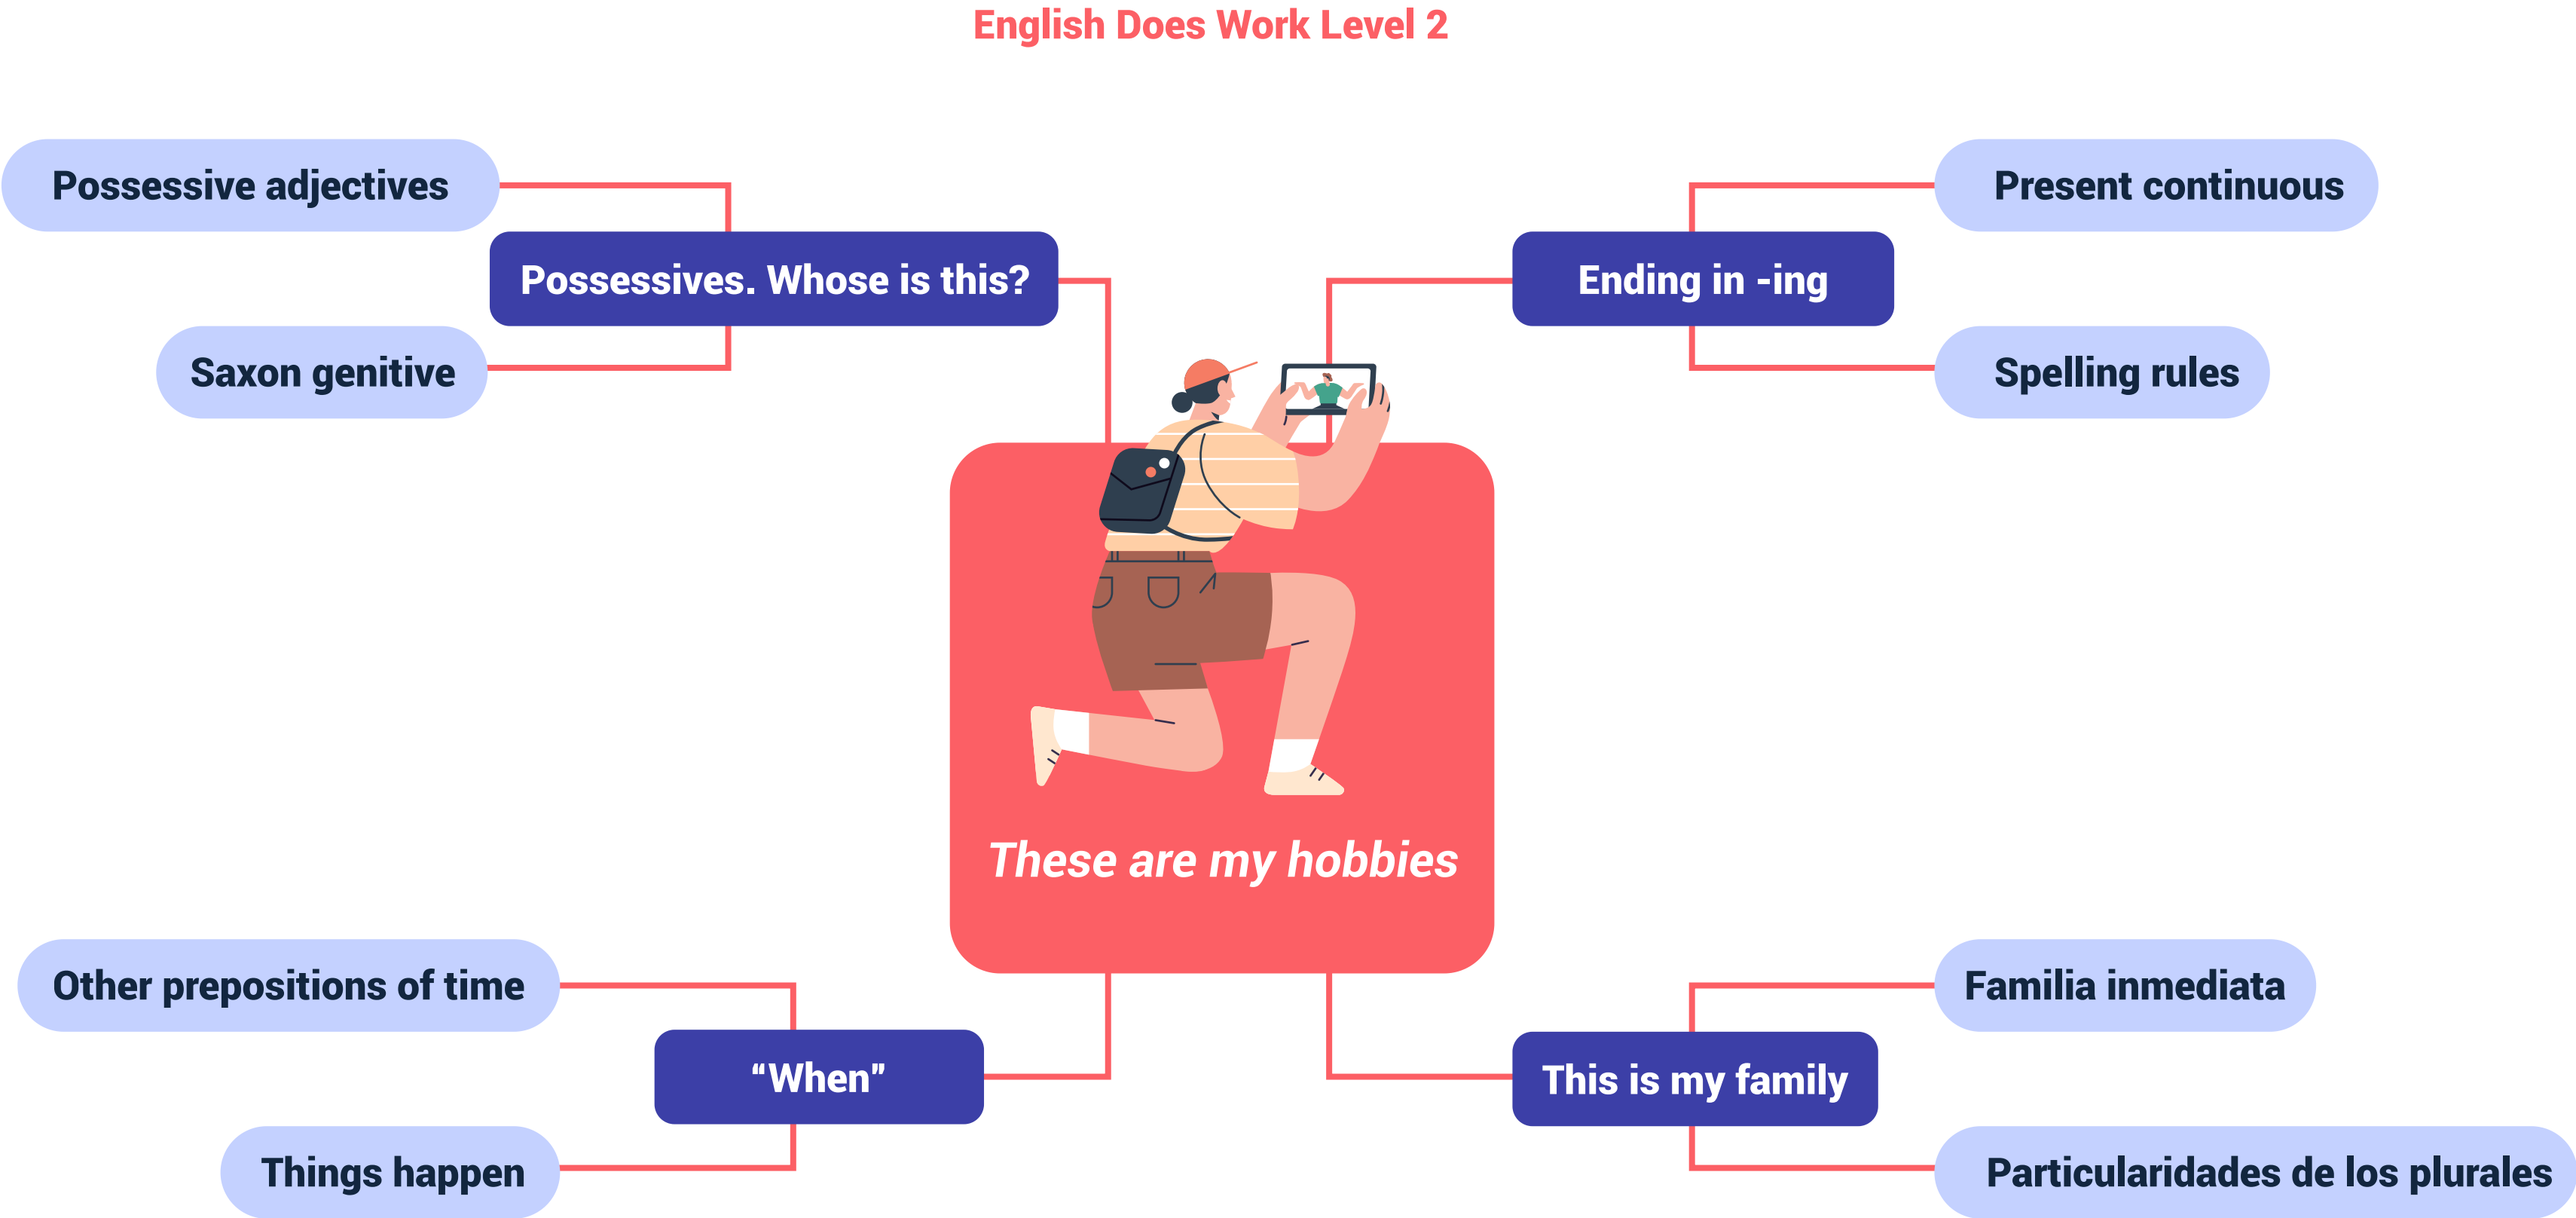 English Does Work Level 2
Possessive adjectives
Possessives. Whose is this?
Saxon genitive
Present continuous
Ending in -ing
Spelling rules
These are my hobbies
Other prepositions of time
“When”
Things happen
Familia inmediata
This is my family
Particularidades de los plurales